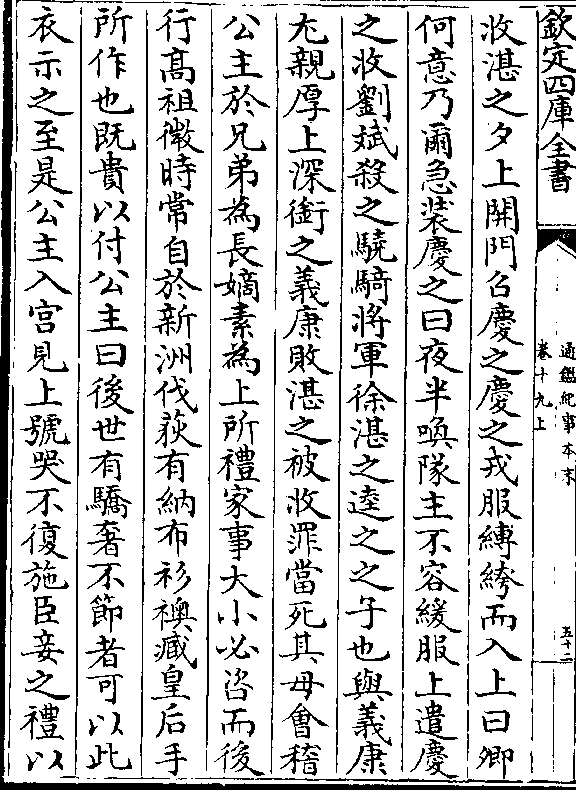 欽定四庫全書
通鑑紀事本末
卷十九上
五十二
收湛之夕上開門召慶之慶之戎服縛絝而入上曰卿
何意乃爾急裝慶之曰夜半喚隊主不容緩服上遣慶
之收劉斌殺之驍騎將軍徐湛之逵之之子也與義康
尤親厚上深銜之義康敗湛之被收罪當死其母會稽
公主於兄弟為長嫡素為上所禮家事大小必咨而後
行高祖微時常自於新洲伐荻有納布衫襖臧皇后手
所作也既貴以付公主曰後世有驕奢不節者可以此
衣示之至是公主入宮見上號哭不復施臣妾之禮以